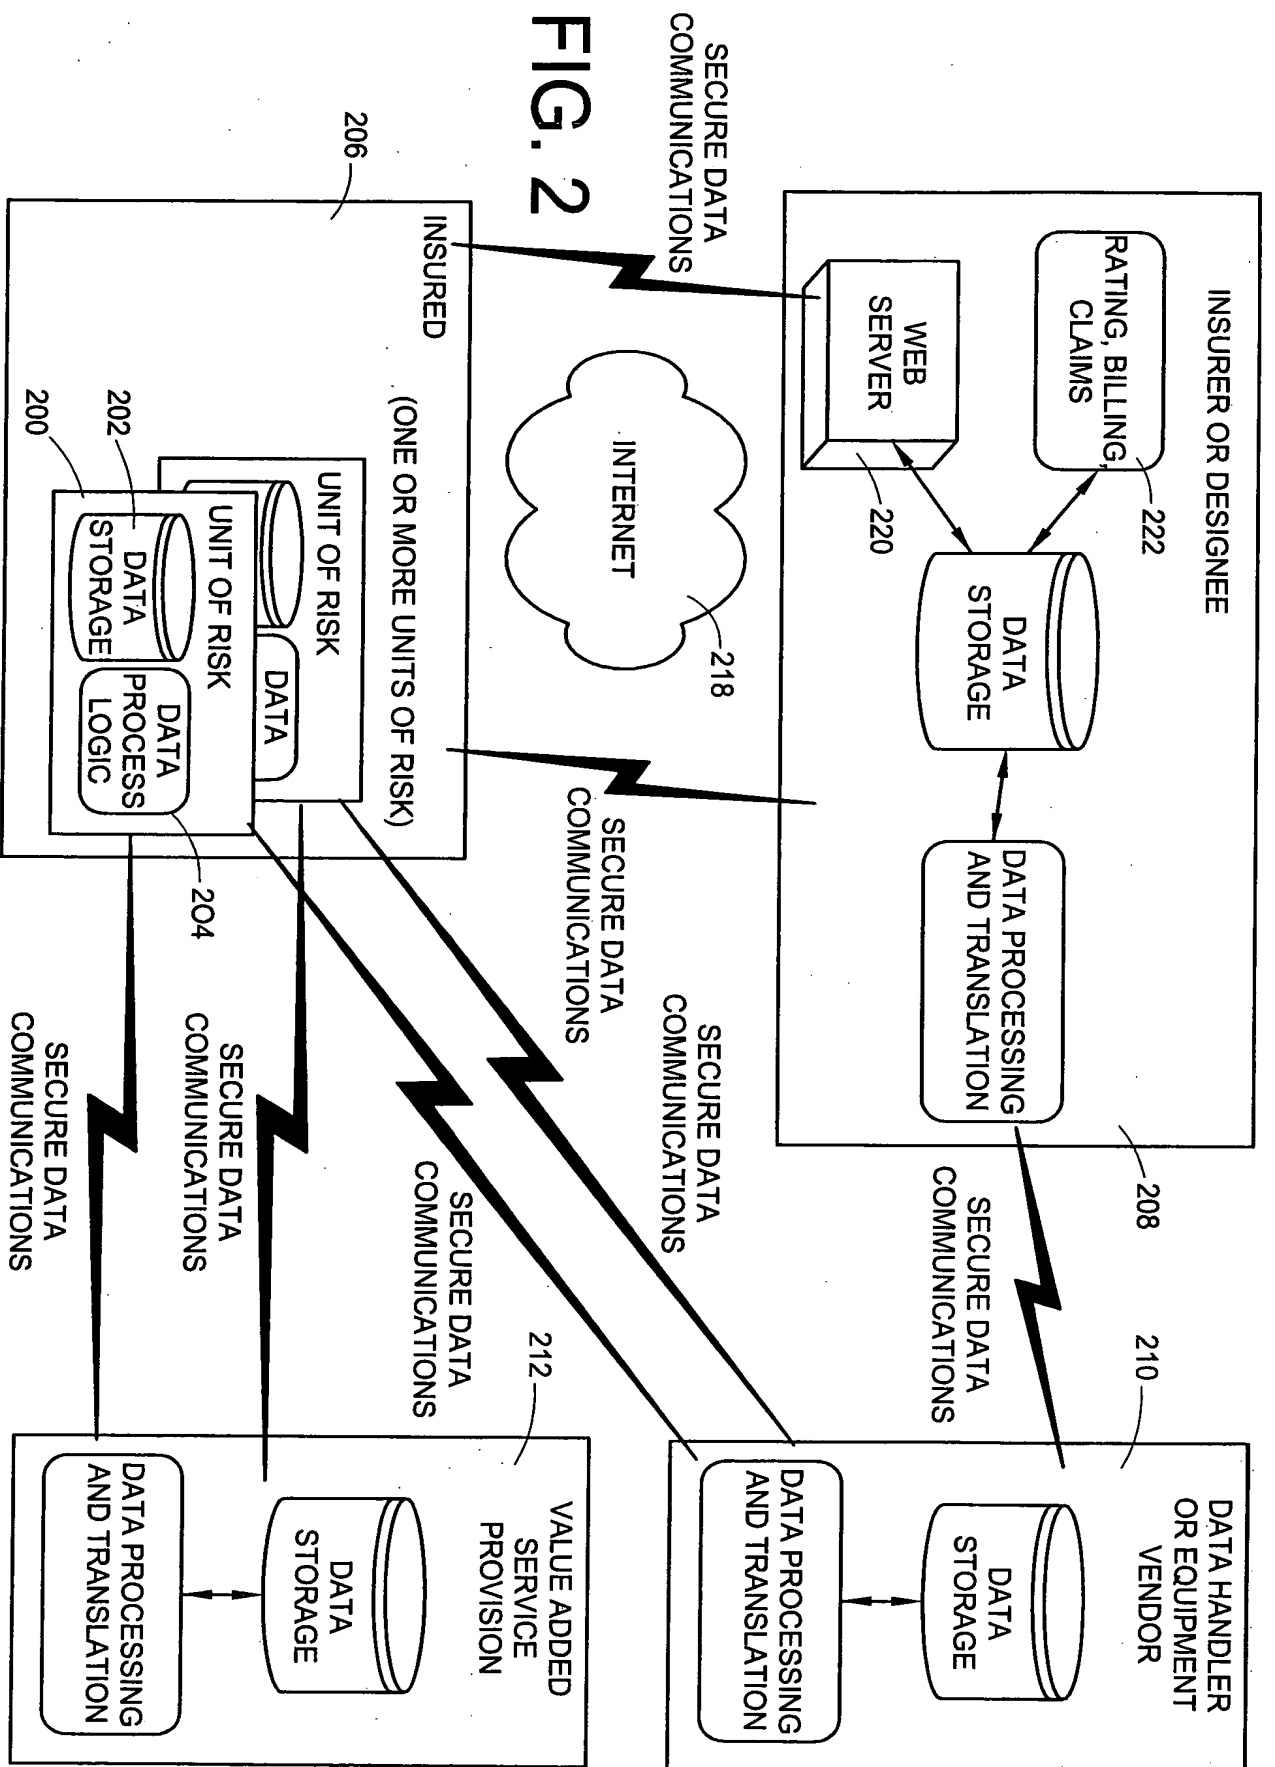 INSURER OR DESIGNEE
RATING, BILLING,
CLAIMS
222
WEB
SERVER
220
DATA
STORAGE
DATA PROCESSING
AND TRANSLATION
208
SECURE DATA
COMMUNICATIONS
210
DATA HANDLER
OR EQUIPMENT
VENDOR
DATA
STORAGE
DATA PROCESSING
AND TRANSLATION
SECURE DATA
COMMUNICATIONS
INTERNET
218
SECURE DATA
COMMUNICATIONS
SECURE DATA
COMMUNICATIONS
SECURE DATA
COMMUNICATIONS
FIG. 2
206
INSURED
(ONE OR MORE UNITS OF RISK)
UNIT OF RISK
DATA
UNIT OF RISK
DATA
STORAGE
DATA
PROCESS
LOGIC
202
200
204
SECURE DATA
COMMUNICATIONS
SECURE DATA
COMMUNICATIONS
212
VALUE ADDED
SERVICE
PROVISION
DATA
STORAGE
DATA PROCESSING
AND TRANSLATION